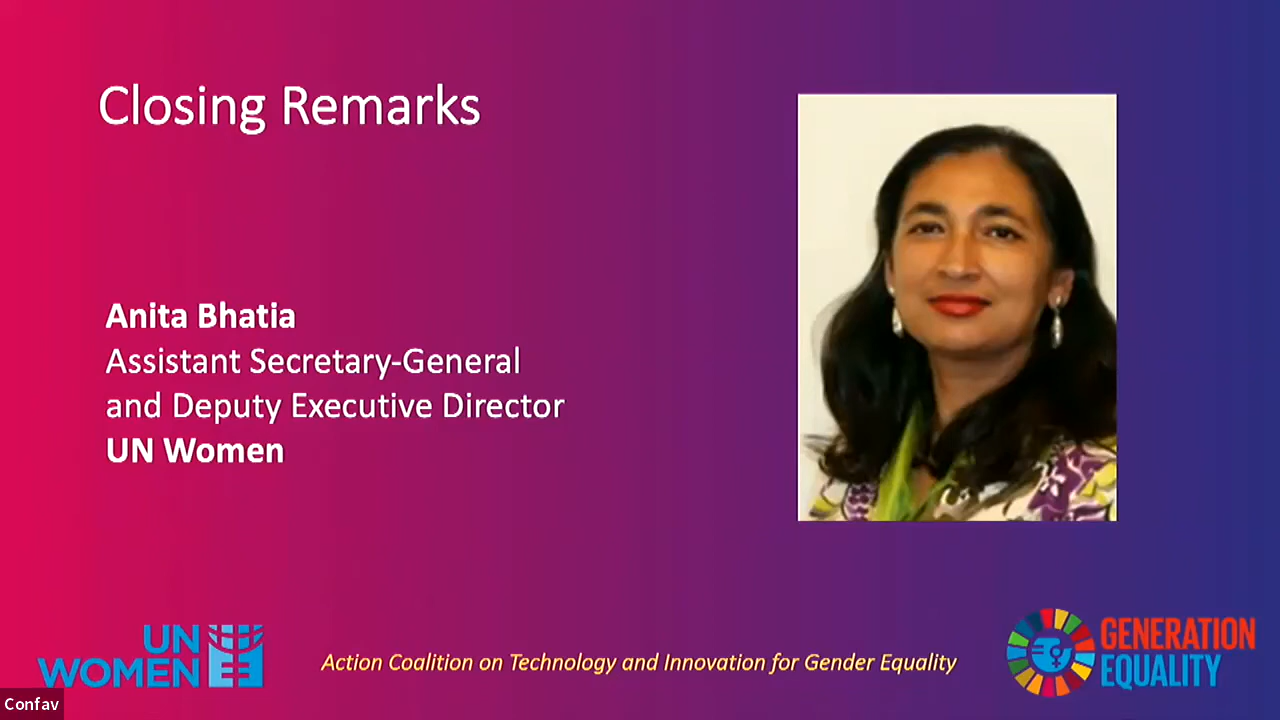 Closing Remarks
Anita Bhatia
Assistant Secretary-General
and Deputy Executive Director
UN Women
UN
WOMEN
Action Coalition on Technology and Innovation for Gender Equality
GENERATION
EQUALITY
Confav